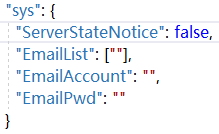 "sys": {
"ServerStateNotice": false,
"EmailList": [""],
"EmailAccount": "",
"EmailPwd": ""
}